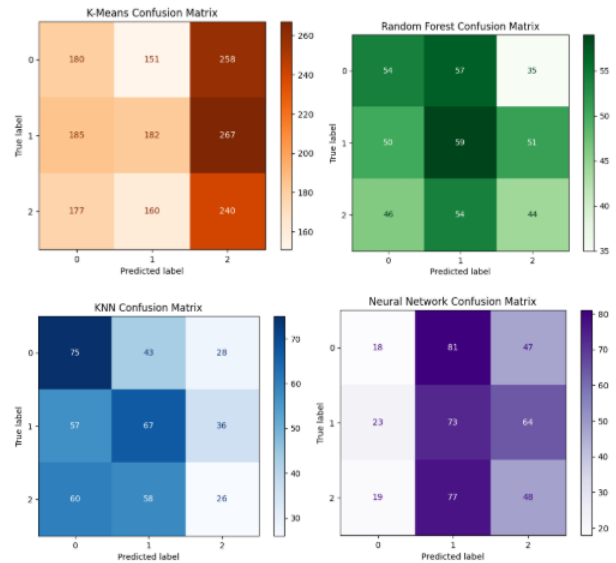 K-Means Confusion Matrix
True label
0
180 151 258
1
185 182 267
2
177 160 240
0 1 2
Predicted label
260
240
220
200
180
160
Random Forest Confusion Matrix
True label
0
54 57 35
1
50 59 51
2
46 54 44
0 1 2
Predicted label
55
50
45
40
35
KNN Confusion Matrix
True label
0
75 43 28
1
57 67 36
2
60 58 26
0 1 2
Predicted label
70
60
50
40
30
Neural Network Confusion Matrix
True label
0
18 81 47
1
23 73 64
2
19 77 48
0 1 2
Predicted label
80
70
60
50
40
30
20